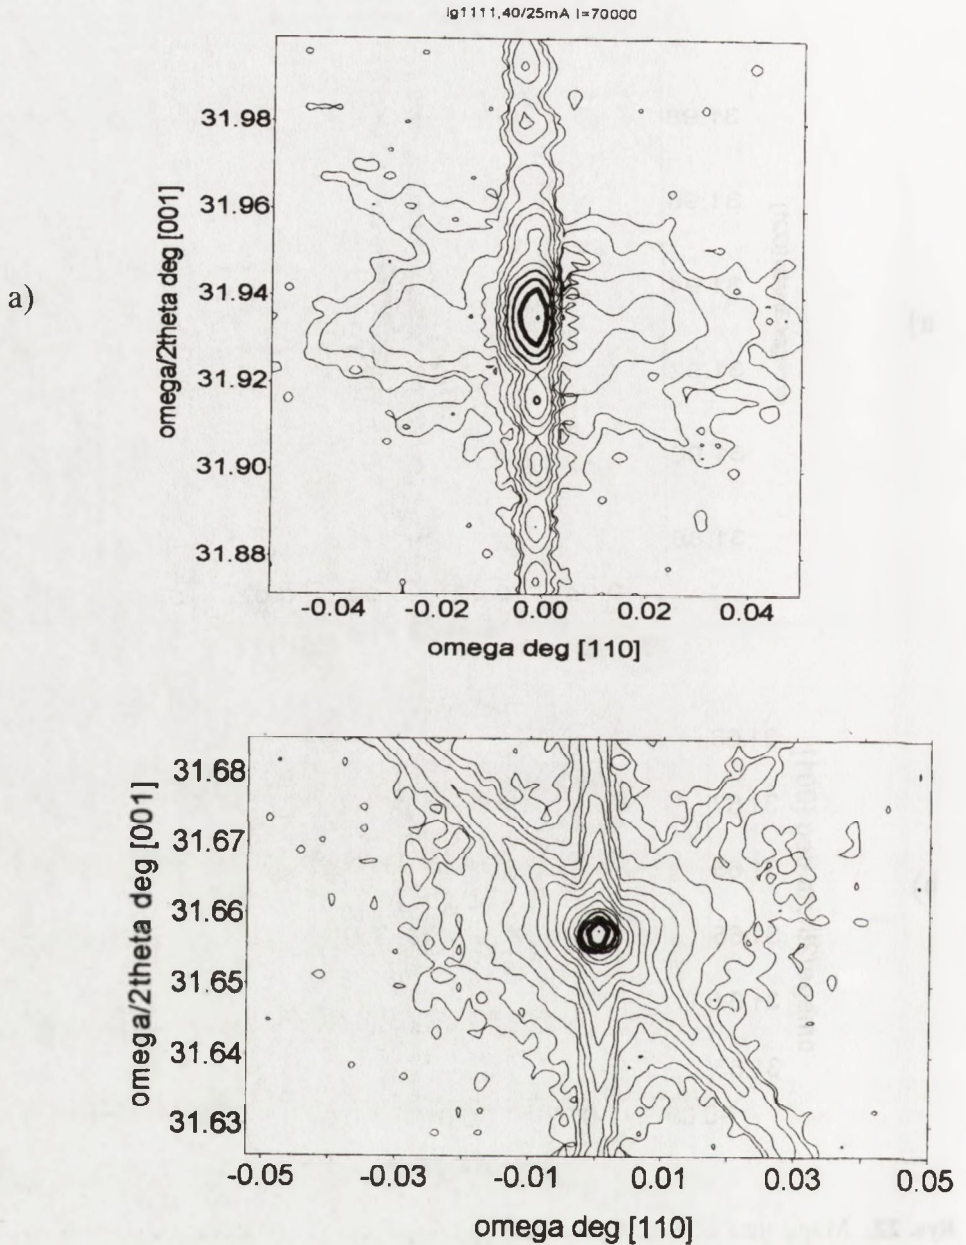 lg1111,40/25mA I=70000
a)
omega/2theta deg [001]
31.98
31.96
31.94
31.92
31.90
31.88
-0.04 -0.02 0.00 0.02 0.04
omega deg [110]
omega/2theta deg [001]
31.68
31.67
31.66
31.65
31.64
31.63
-0.05 -0.03 -0.01 0.01 0.03 0.05
omega deg [110]